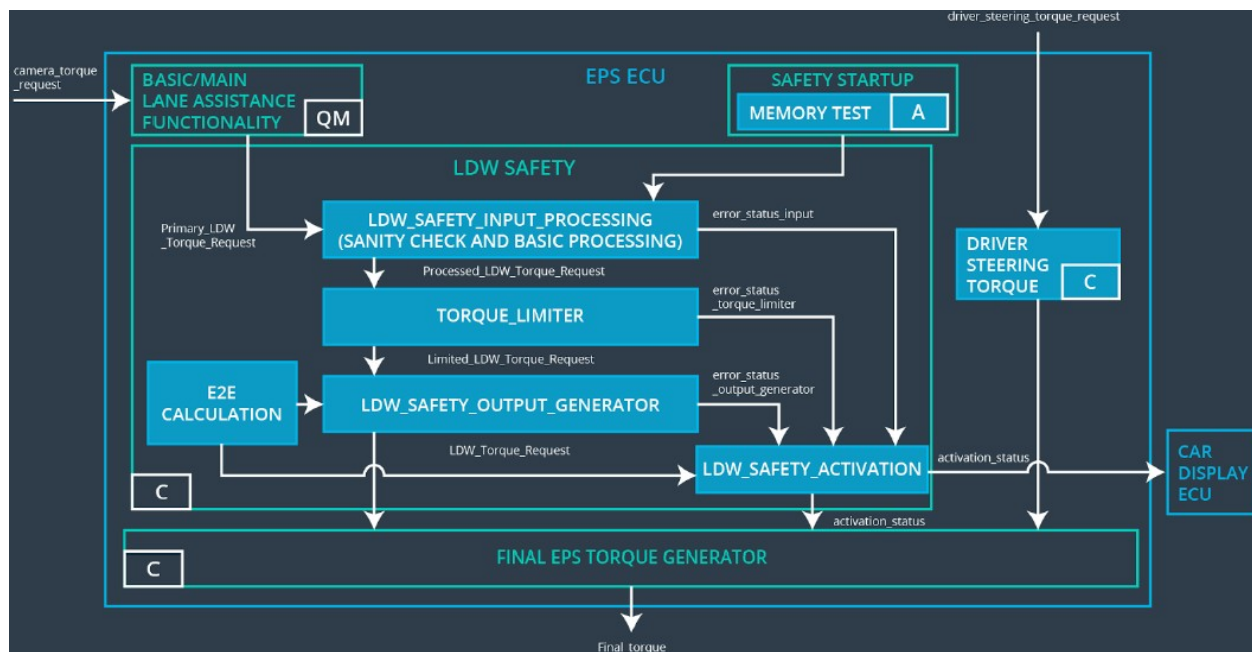 driver_steering_torque_request
camera_torque
_request
EPS ECU
BASIC/MAIN
LANE ASSISTANCE
FUNCTIONALITY
QM
SAFETY STARTUP
MEMORY TEST
A
LDW SAFETY
Primary_LDW
_Torque_Request
LDW_SAFETY_INPUT_PROCESSING
(SANITY CHECK AND BASIC PROCESSING)
error_status_input
DRIVER
STEERING
TORQUE
C
Processed_LDW_Torque_Request
TORQUE_LIMITER
error_status
_torque_limiter
Limited_LDW_Torque_Request
E2E
CALCULATION
LDW_SAFETY_OUTPUT_GENERATOR
error_status
_output_generator
LDW_Torque_Request
LDW_SAFETY_ACTIVATION
activation_status
CAR
DISPLAY
ECU
C
activation_status
FINAL EPS TORQUE GENERATOR
C
Final_torque